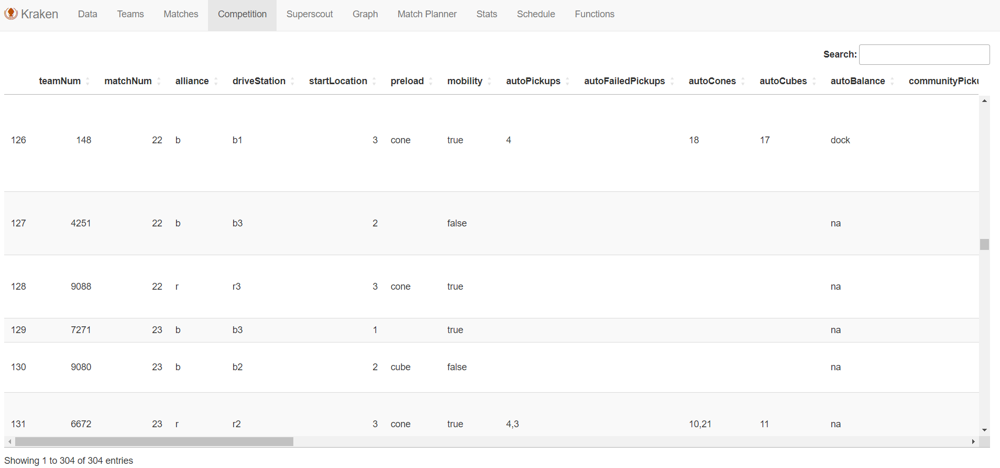 Kraken Data Teams Matches Competition Superscout Graph Match Planner Stats Schedule Functions
Search:
teamNum matchNum alliance driveStation startLocation preload mobility autoPickups autoFailedPickups autoCones autoCubes autoBalance communityPicku
126 148 22 b b1 3 cone true 4 18 17 dock
127 4251 22 b b3 2 false na
128 9088 22 r r3 3 cone true na
129 7271 23 b b3 1 true na
130 9080 23 b b2 2 cube false na
131 6672 23 r r2 3 cone true 4,3 10,21 11 na
Showing 1 to 304 of 304 entries